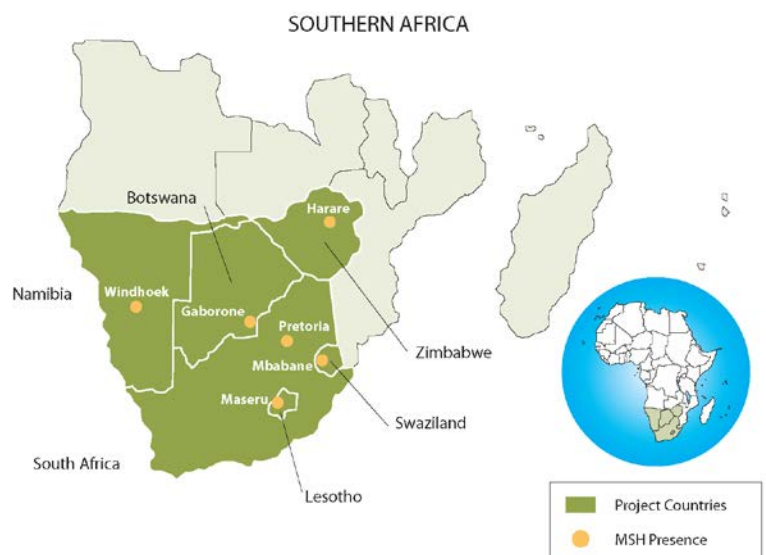 SOUTHERN AFRICA
Botswana
Harare
Namibia
Windhoek
Gaborone
Pretoria
Zimbabwe
Mbabane
Maseru
Swaziland
South Africa
Lesotho
Project Countries
MSH Presence